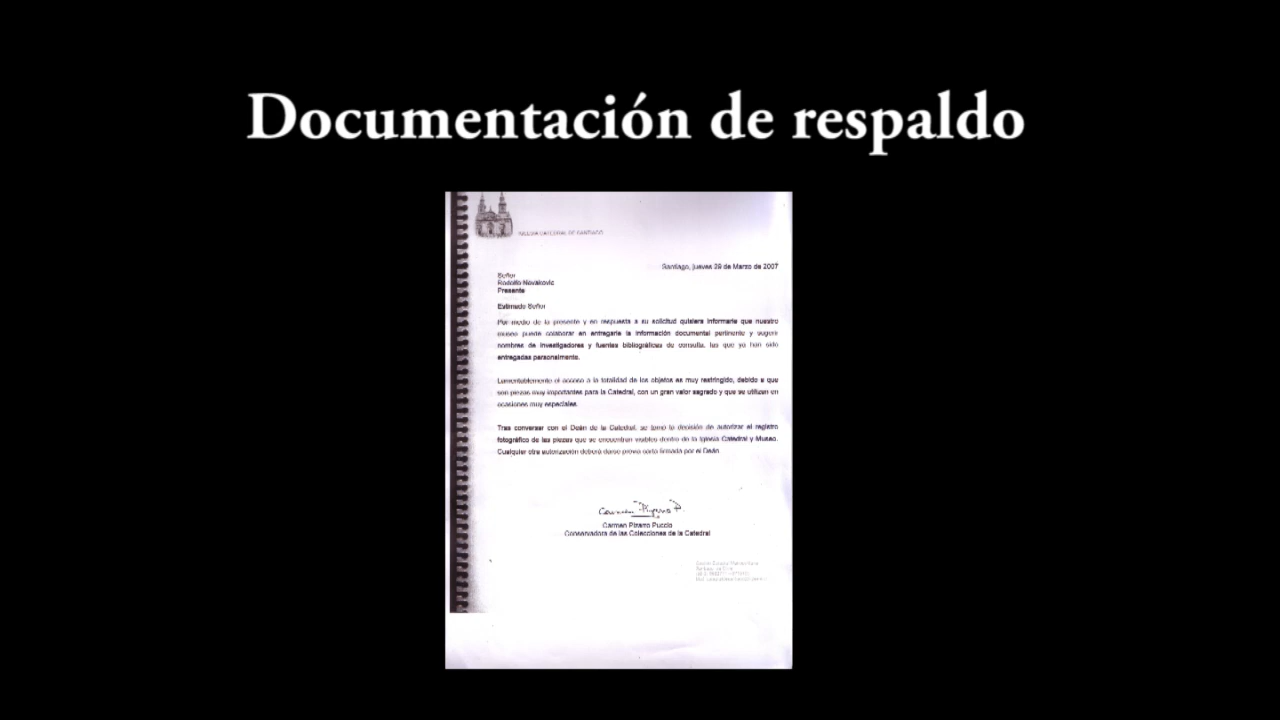 Documentación de respaldo
IGLESIA CATEDRAL DE SANTIAGO
Santiago, jueves 29 de Marzo de 2007
Señor
Rodolfo Novakovic
Presente
Estimado Señor
Por medio de la presente y en respuesta a su solicitud quisiera informarle que nuestro
museo puede colaborar en entregarle la información documental pertinente y sugerir
nombres de investigadores y fuentes bibliográficas de consulta, las que ya han sido
entregadas personalmente.
Lamentablemente el acceso a la totalidad de los objetos es muy restringido, debido a que
son piezas muy importantes para la Catedral, con un gran valor sagrado y que se utilizan en
ocasiones muy especiales.
Tras conversar con el Deán de la Catedral, se tomó la decisión de autorizar el registro
fotográfico de las piezas que se encuentran visibles dentro de la Iglesia Catedral y Museo.
Cualquier otra autorización deberá darse previa carta firmada por el Deán
Carmen Pizarro P.
Carmen Pizarro Puccio
Conservadora de las Colecciones de la Catedral